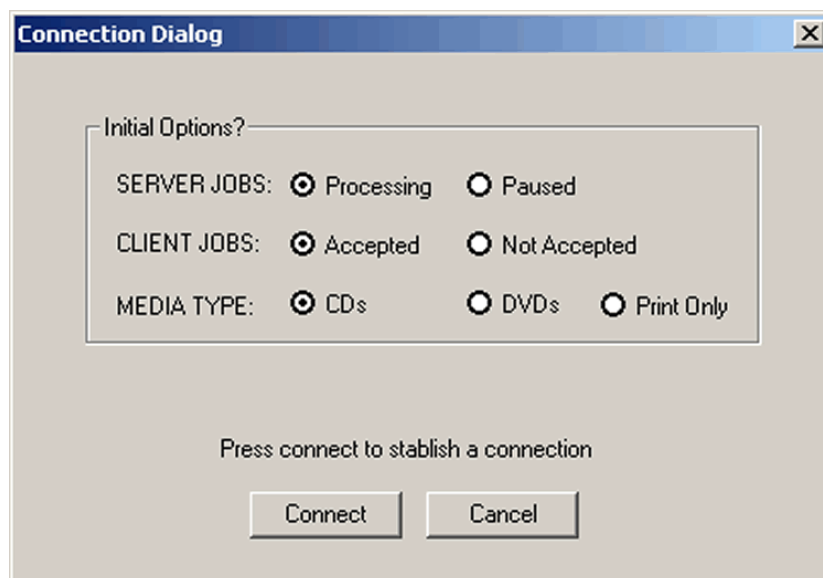 Connection Dialog
Initial Options?
SERVER JOBS: Processing Paused
CLIENT JOBS: Accepted Not Accepted
MEDIA TYPE: CDs DVDs Print Only
Press connect to stablish a connection
Connect Cancel